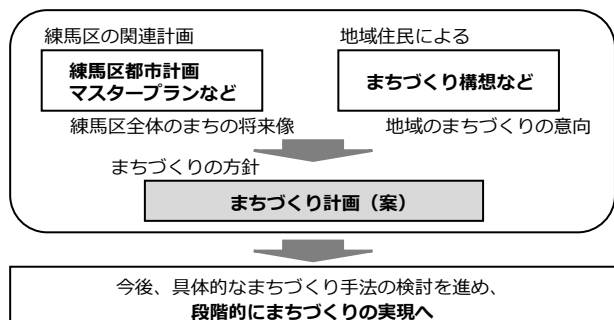 練馬区の関連計画
地域住民による
練馬区都市計画
マスタープランなど
まちづくり構想など
練馬区全体のまちの将来像
地域のまちづくりの意向
まちづくりの方針
まちづくり計画（案）
今後、具体的なまちづくり手法の検討を進め、
段階的にまちづくりの実現へ